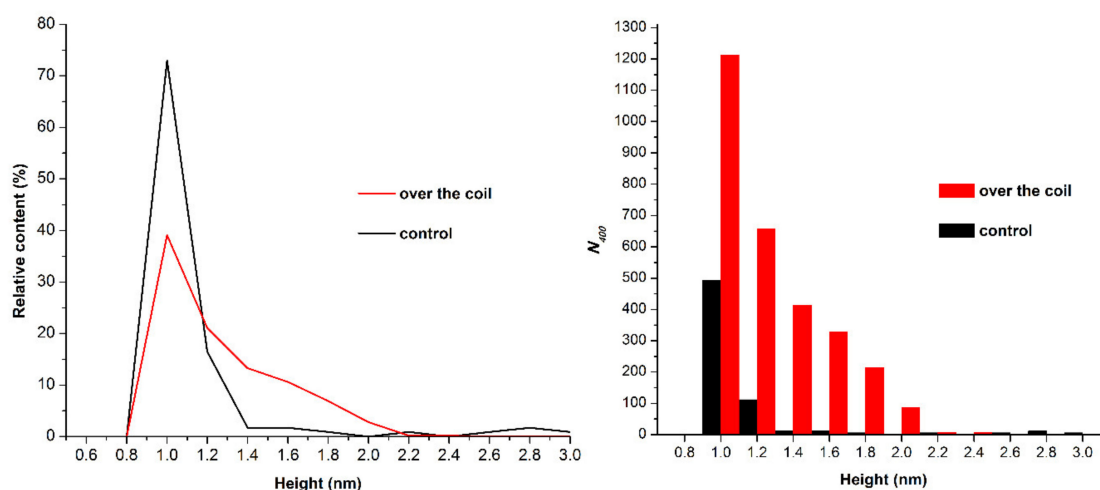 80
70
60
50
40
30
20
10
0
Relative content (%)
over the coil
control
0.6 0.8 1.0 1.2 1.4 1.6 1.8 2.0 2.2 2.4 2.6 2.8 3.0
Height (nm)
1300
1200
1100
1000
900
800
700
600
500
400
300
200
100
0
N400
over the coil
control
0.8 1.0 1.2 1.4 1.6 1.8 2.0 2.2 2.4 2.6 2.8 3.0
Height (nm)